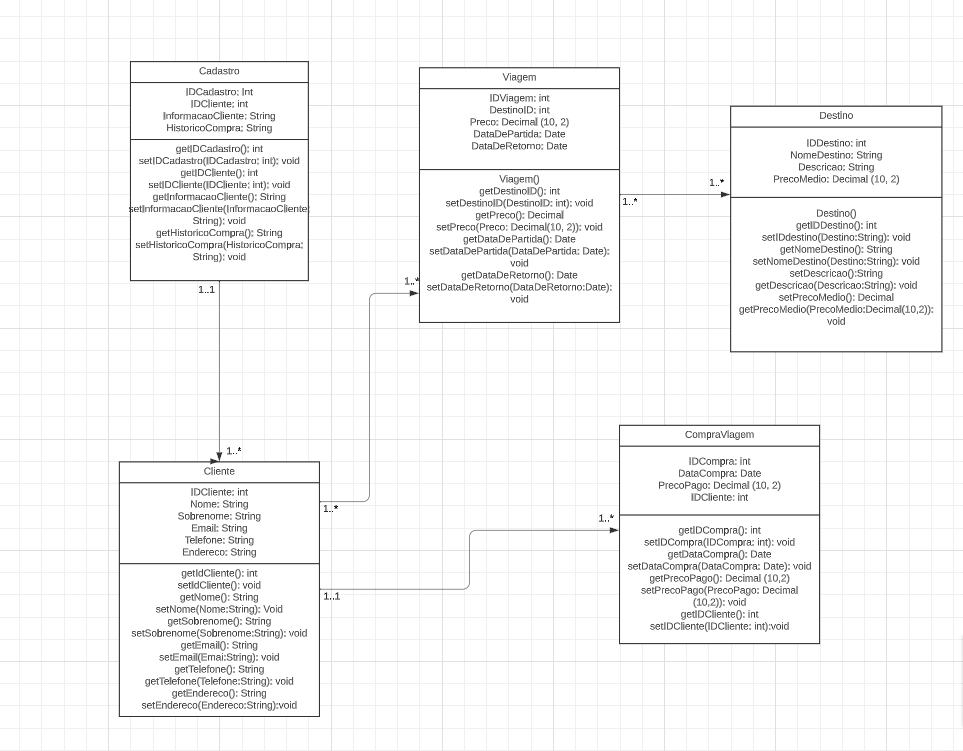 Cadastro
IDCadastro: Int
IDCliente: int
InformacaoCliente: String
HistoricoCompra: String
getIDCadastro(): int
setIDCadastro(IDCadastro: int): void
getIDCliente(): int
setIDCliente(IDCliente: int): void
getInformacaoCliente(): String
setInformacaoCliente(InformacaoCliente:
String): void
getHistoricoCompra(): String
setHistoricoCompra(HistoricoCompra:
String): void
1..1
1..*
Viagem
IDViagem: int
DestinoID: int
Preco: Decimal (10, 2)
DataDePartida: Date
DataDeRetorno: Date
Viagem()
getDestinoID(): int
setDestinoID(DestinoID: int): void
getPreco(): Decimal
setPreco(Preco: Decimal(10, 2)): void
getDataDePartida(): Date
setDataDePartida(DataDePartida: Date):
void
getDataDeRetorno(): Date
setDataDeRetorno(DataDeRetorno:Date):
void
1..*
1..*
1..*
Destino
IDDestino: int
NomeDestino: String
Descricao: String
PrecoMedio: Decimal (10, 2)
Destino()
getIDDestino(): int
setIDdestino(Destino:String): void
getNomeDestino(): String
setNomeDestino(Destino:String): void
setDescricao():String
getDescricao(Descricao:String): void
setPrecoMedio(): Decimal
getPrecoMedio(PrecoMedio:Decimal(10,2)):
void
Cliente
IDCliente: int
Nome: String
Sobrenome: String
Email: String
Telefone: String
Endereco: String
getIdCliente(): int
setIdCliente(): void
getNome(): String
setNome(Nome:String): Void
getSobrenome(): String
setSobrenome(Sobrenome:String): void
getEmail(): String
setEmail(Emai:String): void
getTelefone(): String
getTelefone(Telefone:String): void
getEndereco(): String
setEndereco(Endereco:String):void
1..*
1..1
1..*
CompraViagem
IDCompra: int
DataCompra: Date
PrecoPago: Decimal (10, 2)
IDCliente: int
getIDCompra(): int
setIDCompra(IDCompra: int): void
getDataCompra(): Date
setDataCompra(DataCompra: Date): void
getPrecoPago(): Decimal (10,2)
setPrecoPago(PrecoPago: Decimal
(10,2)): void
getIDCliente(): int
setIDCliente(IDCliente: int):void